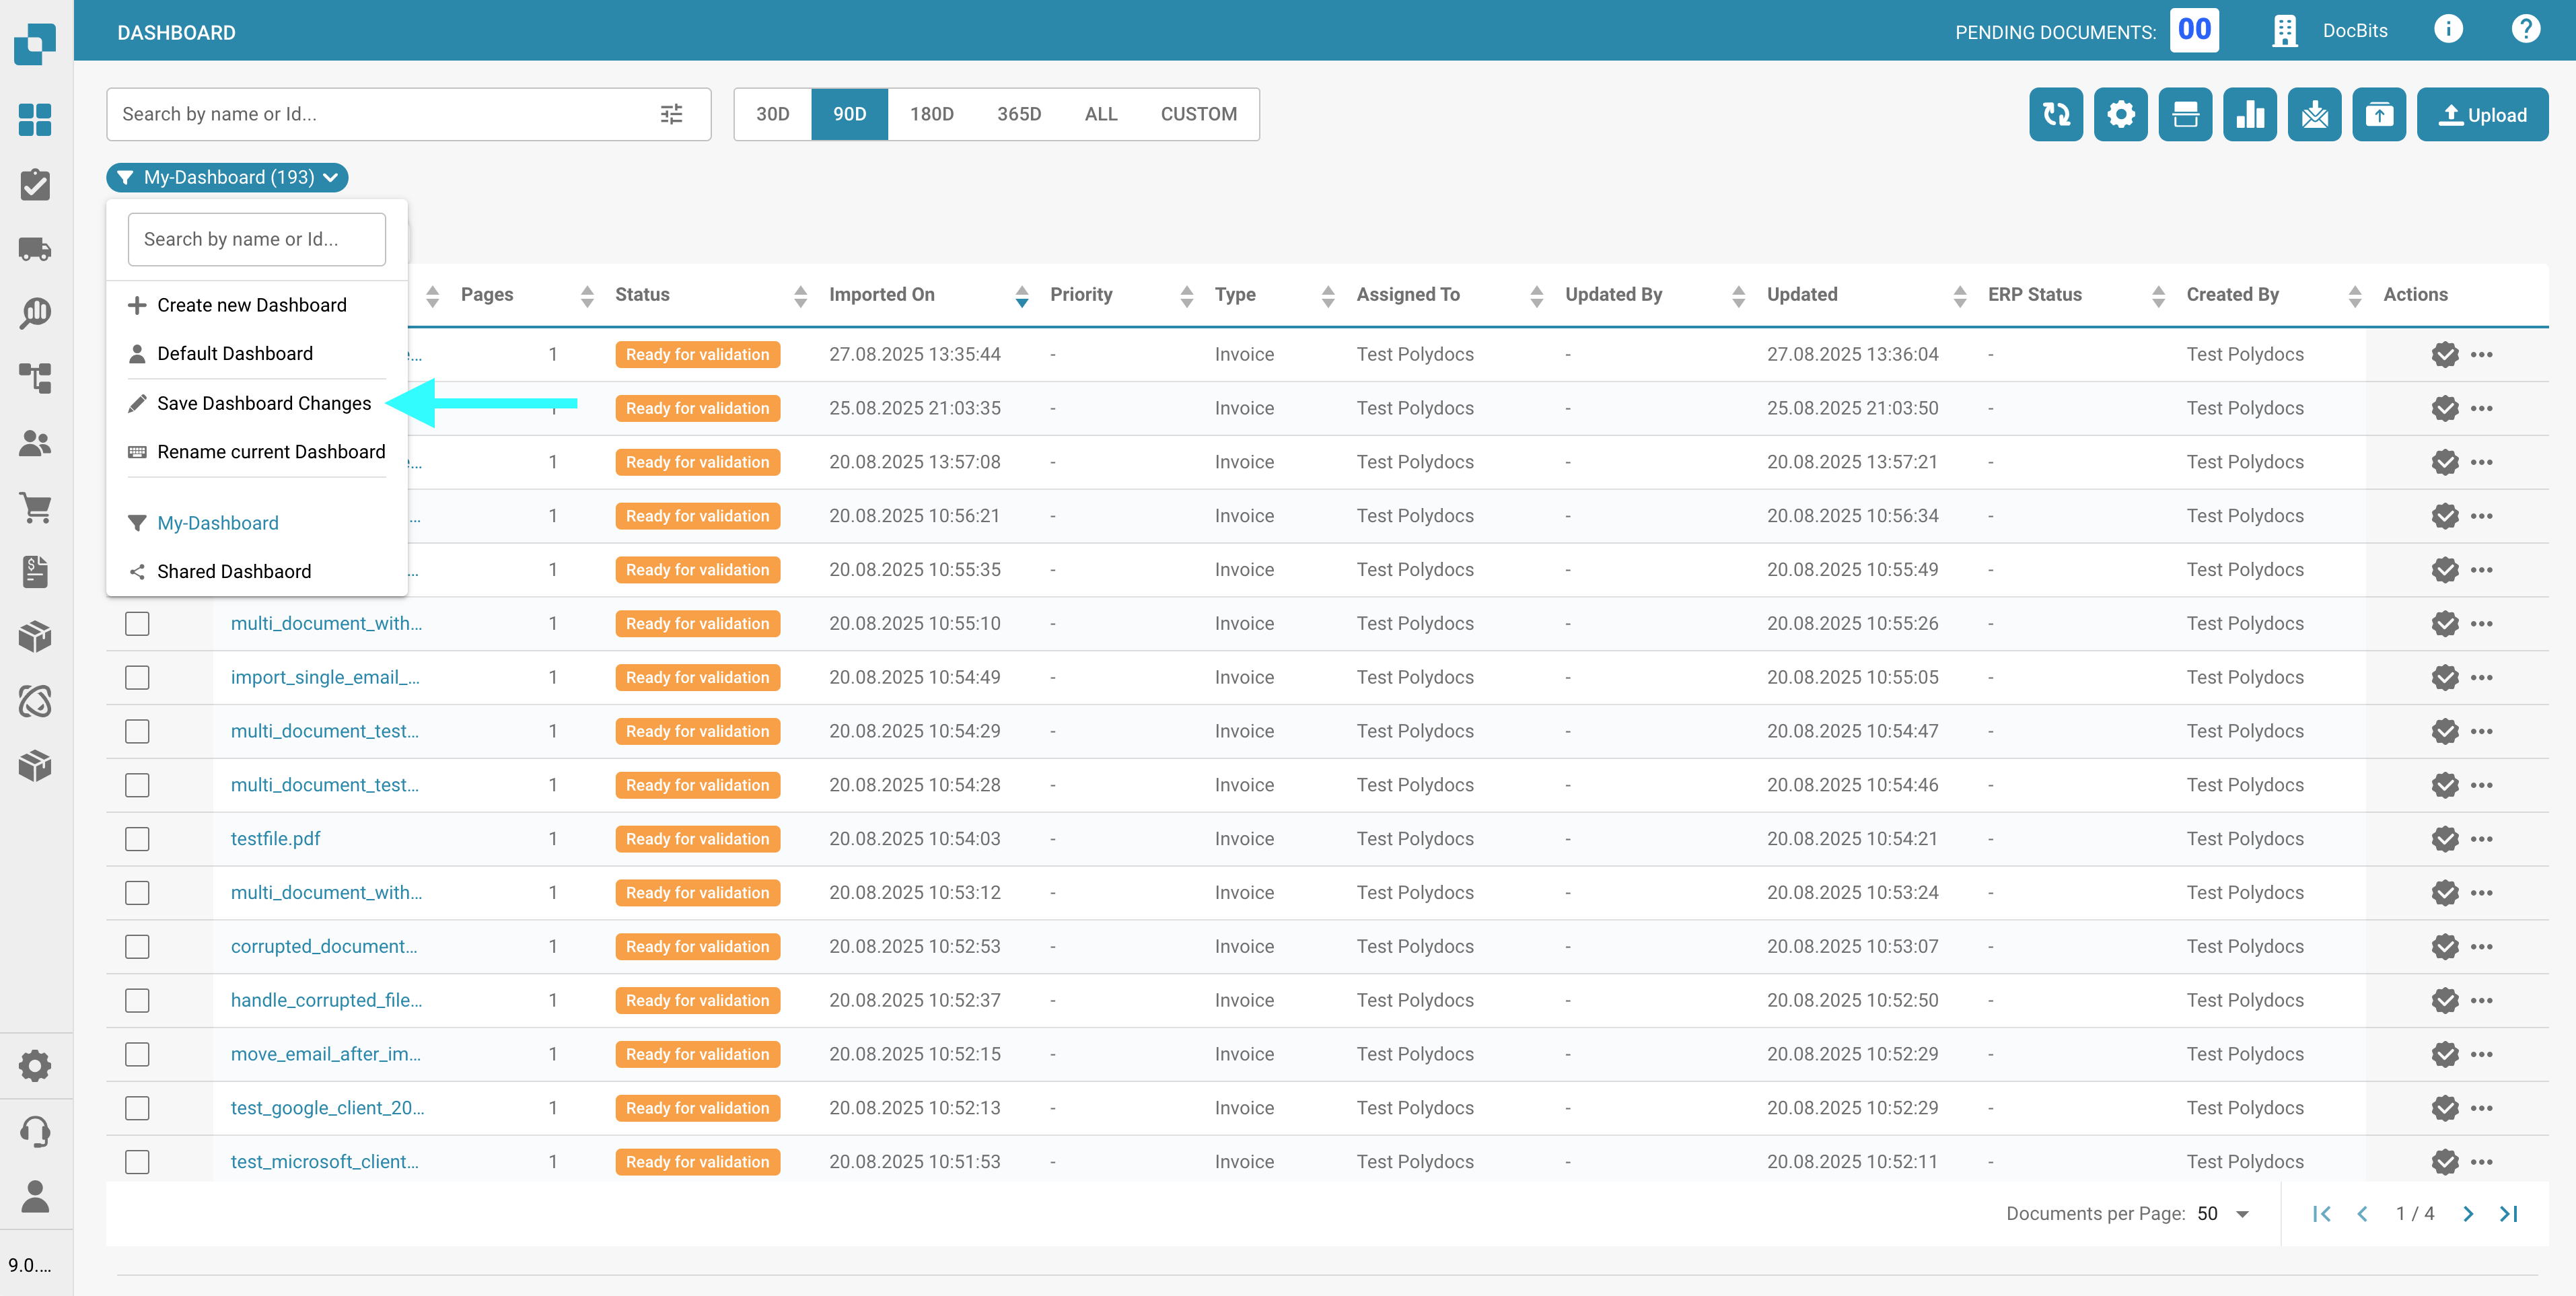 DASHBOARD
PENDING DOCUMENTS: 00
DocBits
Search by name or Id...
30D 90D 180D 365D ALL CUSTOM
Upload
My-Dashboard (193)
Search by name or Id...
Create new Dashboard
Default Dashboard
Save Dashboard Changes
Rename current Dashboard
My-Dashboard
Shared Dashbaord
Pages Status Imported On Priority Type Assigned To Updated By Updated ERP Status Created By Actions
e... 1 Ready for validation 27.08.2025 13:35:44 - Invoice Test Polydocs - 27.08.2025 13:36:04 - Test Polydocs
1 Ready for validation 25.08.2025 21:03:35 - Invoice Test Polydocs - 25.08.2025 21:03:50 - Test Polydocs
e... 1 Ready for validation 20.08.2025 13:57:08 - Invoice Test Polydocs - 20.08.2025 13:57:21 - Test Polydocs
... 1 Ready for validation 20.08.2025 10:56:21 - Invoice Test Polydocs - 20.08.2025 10:56:34 - Test Polydocs
... 1 Ready for validation 20.08.2025 10:55:35 - Invoice Test Polydocs - 20.08.2025 10:55:49 - Test Polydocs
multi_document_with... 1 Ready for validation 20.08.2025 10:55:10 - Invoice Test Polydocs - 20.08.2025 10:55:26 - Test Polydocs
import_single_email_... 1 Ready for validation 20.08.2025 10:54:49 - Invoice Test Polydocs - 20.08.2025 10:55:05 - Test Polydocs
multi_document_test... 1 Ready for validation 20.08.2025 10:54:29 - Invoice Test Polydocs - 20.08.2025 10:54:47 - Test Polydocs
multi_document_test... 1 Ready for validation 20.08.2025 10:54:28 - Invoice Test Polydocs - 20.08.2025 10:54:46 - Test Polydocs
testfile.pdf 1 Ready for validation 20.08.2025 10:54:03 - Invoice Test Polydocs - 20.08.2025 10:54:21 - Test Polydocs
multi_document_with... 1 Ready for validation 20.08.2025 10:53:12 - Invoice Test Polydocs - 20.08.2025 10:53:24 - Test Polydocs
corrupted_document... 1 Ready for validation 20.08.2025 10:52:53 - Invoice Test Polydocs - 20.08.2025 10:53:07 - Test Polydocs
handle_corrupted_file... 1 Ready for validation 20.08.2025 10:52:37 - Invoice Test Polydocs - 20.08.2025 10:52:50 - Test Polydocs
move_email_after_im... 1 Ready for validation 20.08.2025 10:52:15 - Invoice Test Polydocs - 20.08.2025 10:52:29 - Test Polydocs
test_google_client_20... 1 Ready for validation 20.08.2025 10:52:13 - Invoice Test Polydocs - 20.08.2025 10:52:29 - Test Polydocs
test_microsoft_client... 1 Ready for validation 20.08.2025 10:51:53 - Invoice Test Polydocs - 20.08.2025 10:52:11 - Test Polydocs
Documents per Page: 50 1 / 4
9.0....